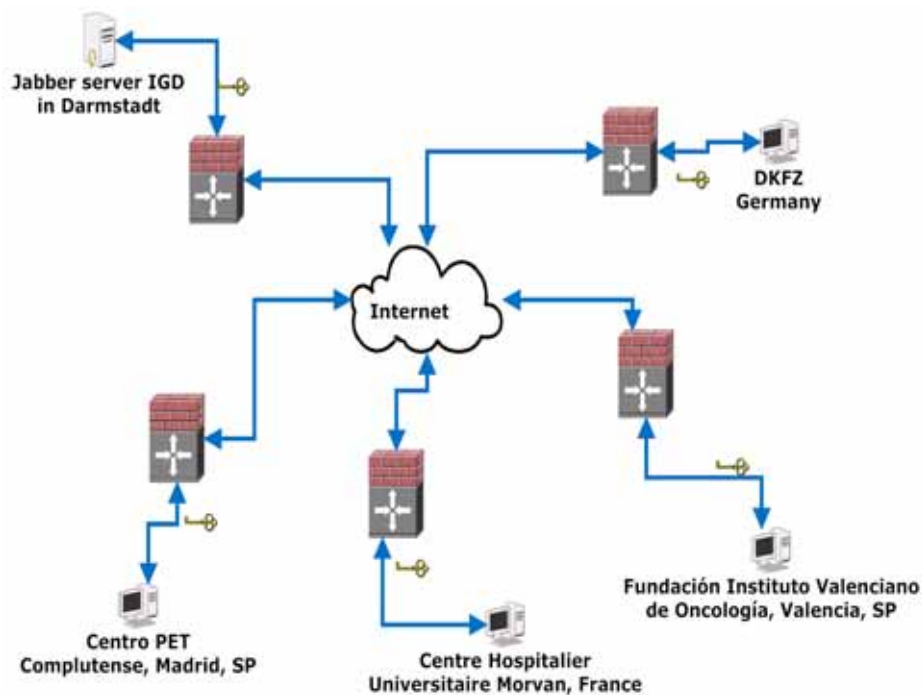 Jabber server IGD
in Darmstadt
DKFZ
Germany
Internet
Fundación Instituto Valenciano
de Oncología, Valencia, SP
Centro PET
Complutense, Madrid, SP
Centre Hospitalier
Universitaire Morvan, France